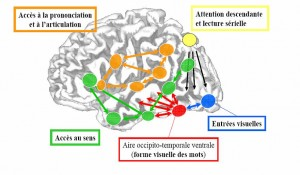 Accès à la prononciation
et à l'articulation
Attention descendante
et lecture sérielle
Accès au sens
Entrées visuelles
Aire occipito-temporale ventrale
(forme visuelle des mots)